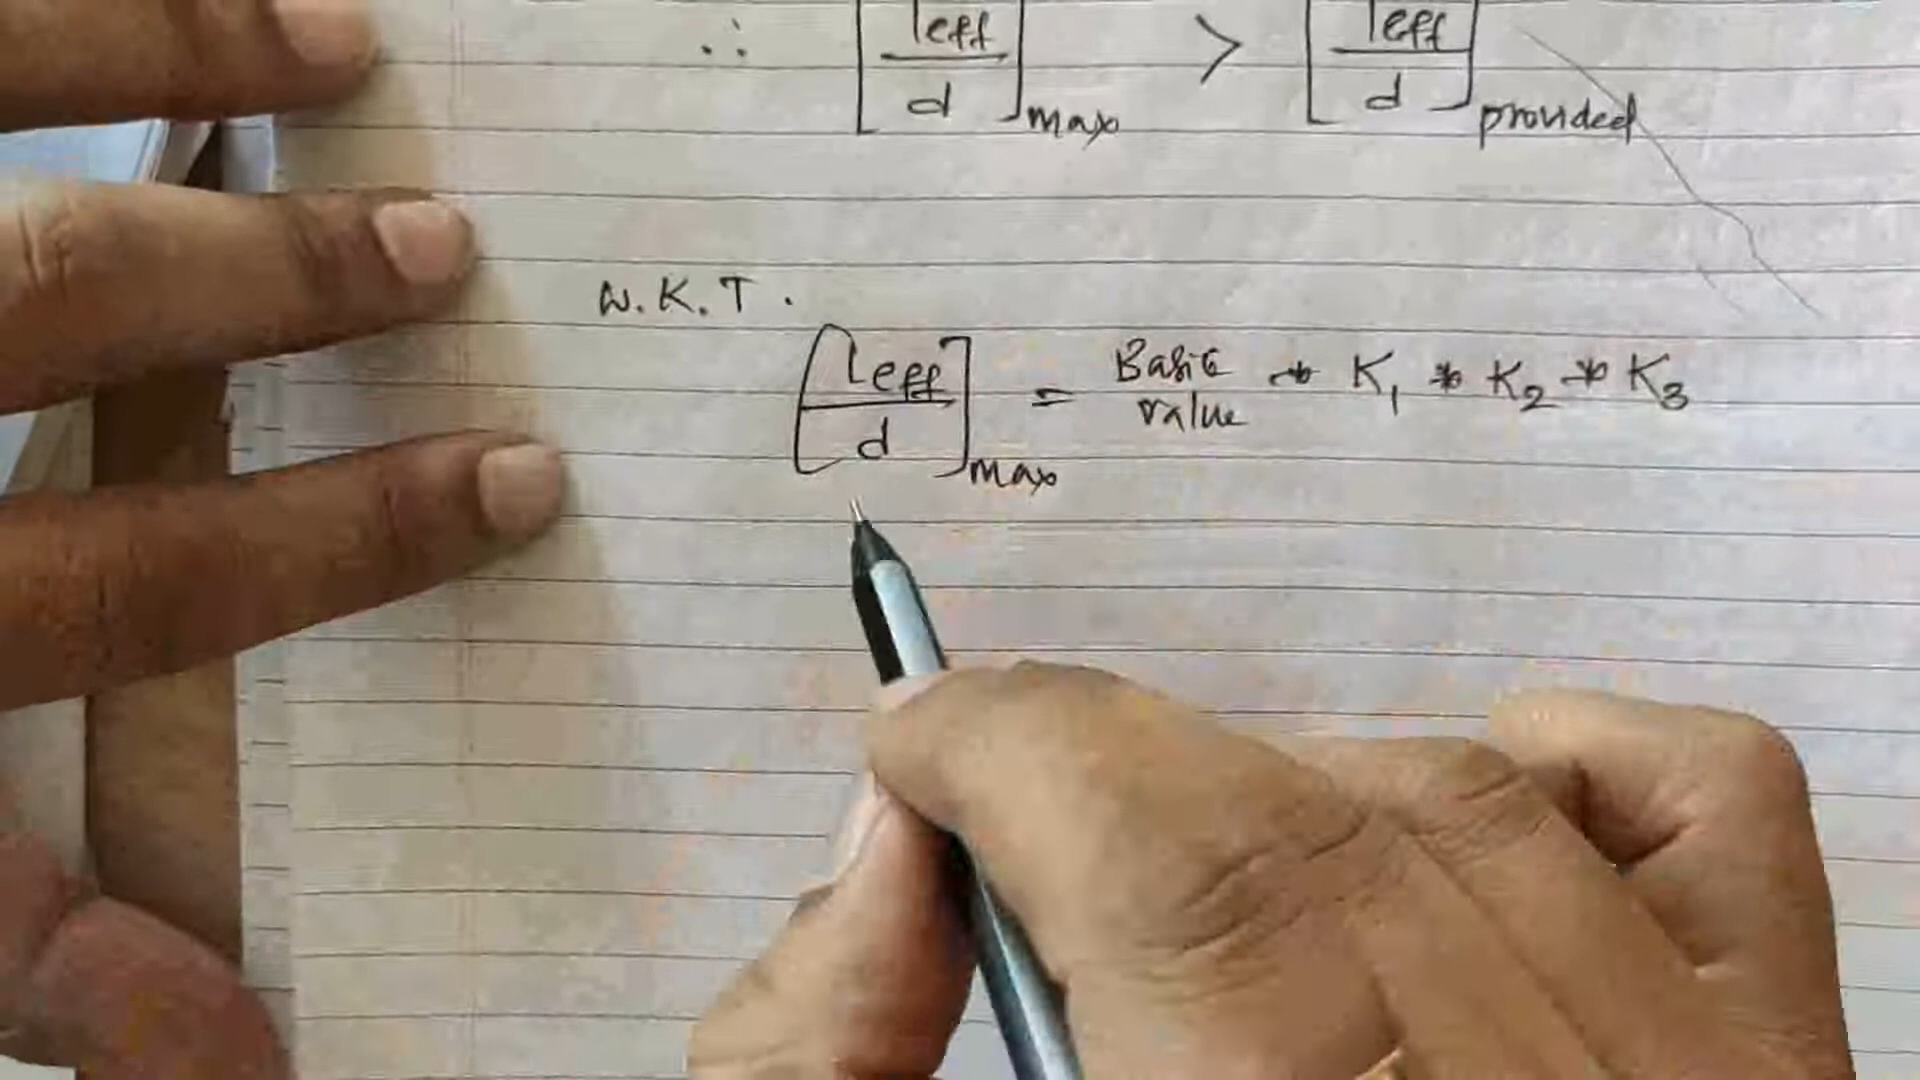 ∴ [leff/d]max > [leff/d]provided
W.K.T.
[leff/d]max = Basic value * K1 * K2 * K3